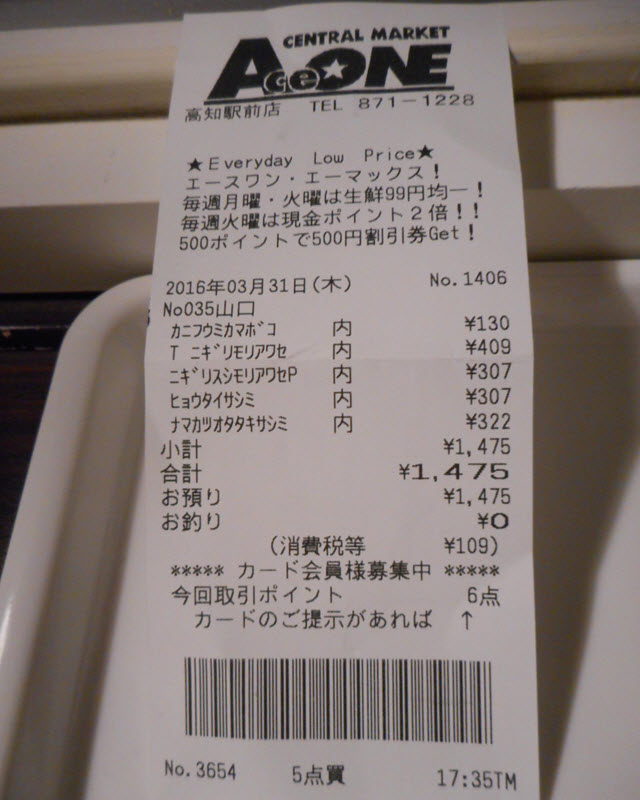 CENTRAL MARKET
Ace★ONE
高知駅前店 TEL 871-1228
★Everyday Low Price★
エースワン・エーマックス!
毎週月曜・火曜は生鮮99円均一!
毎週火曜は現金ポイント2倍!!
500ポイントで500円割引券Get!
2016年03月31日(木) No.1406
No035山口
カニフウミカマボコ 内 ¥130
T ニギリモリアワセ 内 ¥409
ニギリスシモリアワセP 内 ¥307
ヒョウタイサシミ 内 ¥307
ナマカツオタタキサシミ 内 ¥322
小計 ¥1,475
合計 ¥1,475
お預り ¥1,475
お釣り ¥0
(消費税等 ¥109)
***** カード会員様募集中 *****
今回取引ポイント 6点
カードのご提示があれば ↑
No.3654 5点買 17:35TM